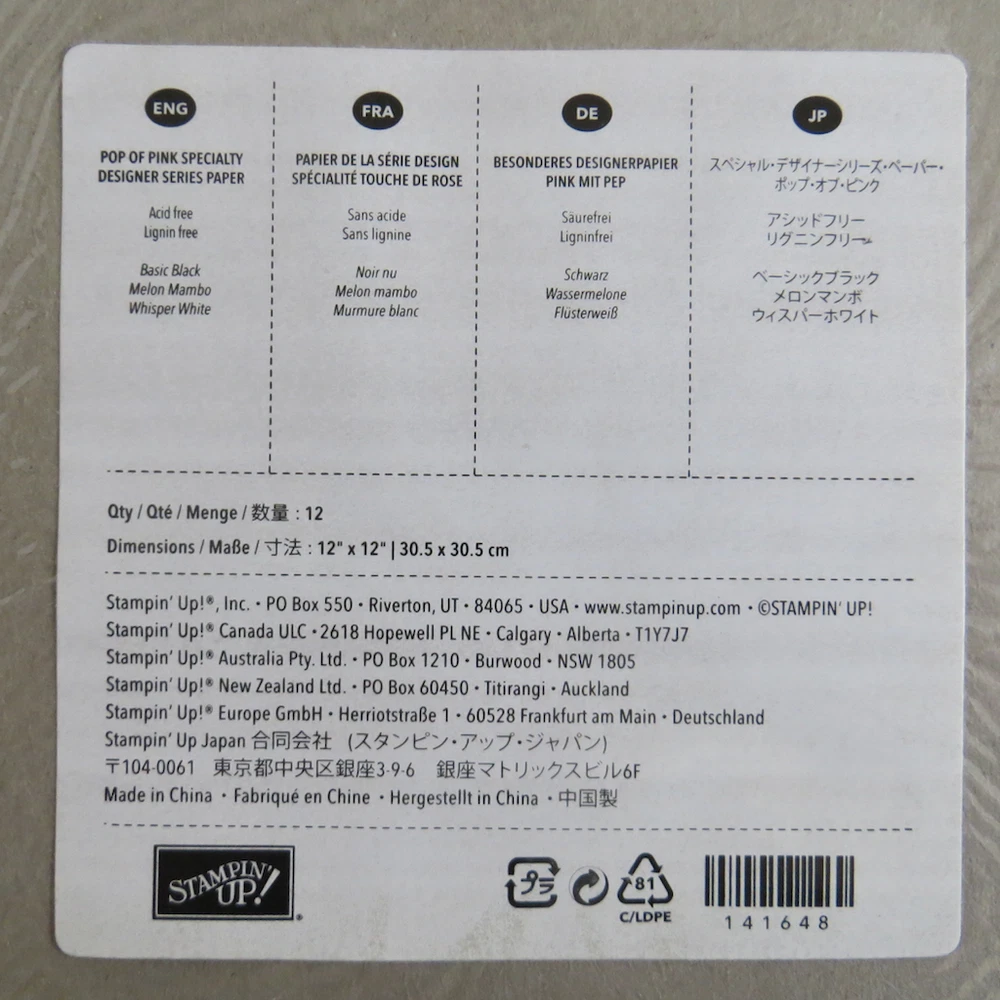 ENG
POP OF PINK SPECIALTY
DESIGNER SERIES PAPER
Acid free
Lignin free
Basic Black
Melon Mambo
Whisper White
FRA
PAPIER DE LA SÉRIE DESIGN
SPÉCIALITÉ TOUCHE DE ROSE
Sans acide
Sans lignine
Noir nu
Melon mambo
Murmure blanc
DE
BESONDERES DESIGNERPAPIER
PINK MIT PEP
Säurefrei
Ligninfrei
Schwarz
Wassermelone
Flüsterweiß
JP
スペシャル・デザイナーシリーズ・ペーパー・
ポップ・オブ・ピンク
アシッドフリー
リグニンフリー
ベーシックブラック
メロンマンボ
ウィスパーホワイト
Qty / Qté / Menge / 数量 : 12
Dimensions / Maße / 寸法 : 12" x 12" | 30.5 x 30.5 cm
Stampin' Up!®, Inc. • PO Box 550 • Riverton, UT • 84065 • USA • www.stampinup.com • ©STAMPIN' UP!
Stampin' Up!® Canada ULC • 2618 Hopewell PL NE • Calgary • Alberta • T1Y7J7
Stampin' Up!® Australia Pty. Ltd. • PO Box 1210 • Burwood • NSW 1805
Stampin' Up!® New Zealand Ltd. • PO Box 60450 • Titirangi • Auckland
Stampin' Up!® Europe GmbH • Herriotstraße 1 • 60528 Frankfurt am Main • Deutschland
Stampin' Up Japan 合同会社 (スタンピン・アップ・ジャパン)
〒104-0061 東京都中央区銀座3-9-6 銀座マトリックスビル6F
Made in China • Fabriqué en Chine • Hergestellt in China • 中国製
STAMPIN' UP!®
プラ
81
C/LDPE
141648